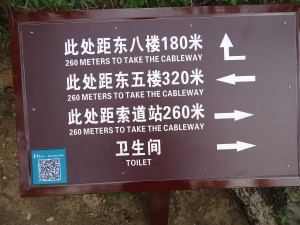 此处距东八楼180米
260 METERS TO TAKE THE CABLEWAY
此处距东五楼320米
260 METERS TO TAKE THE CABLEWAY
此处距索道站260米
260 METERS TO TAKE THE CABLEWAY
卫生间
TOILET